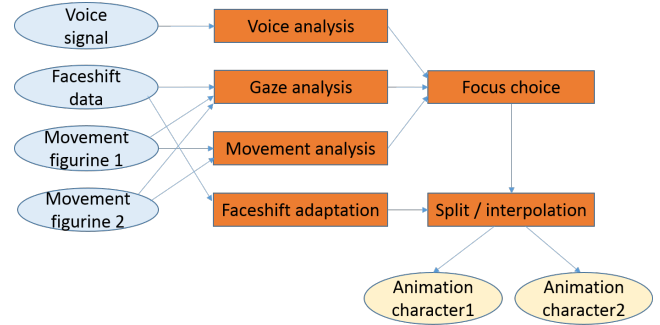 Voice
signal
Voice analysis
Faceshift
data
Gaze analysis
Focus choice
Movement
figurine 1
Movement analysis
Movement
figurine 2
Faceshift adaptation
Split / interpolation
Animation
character1
Animation
character2